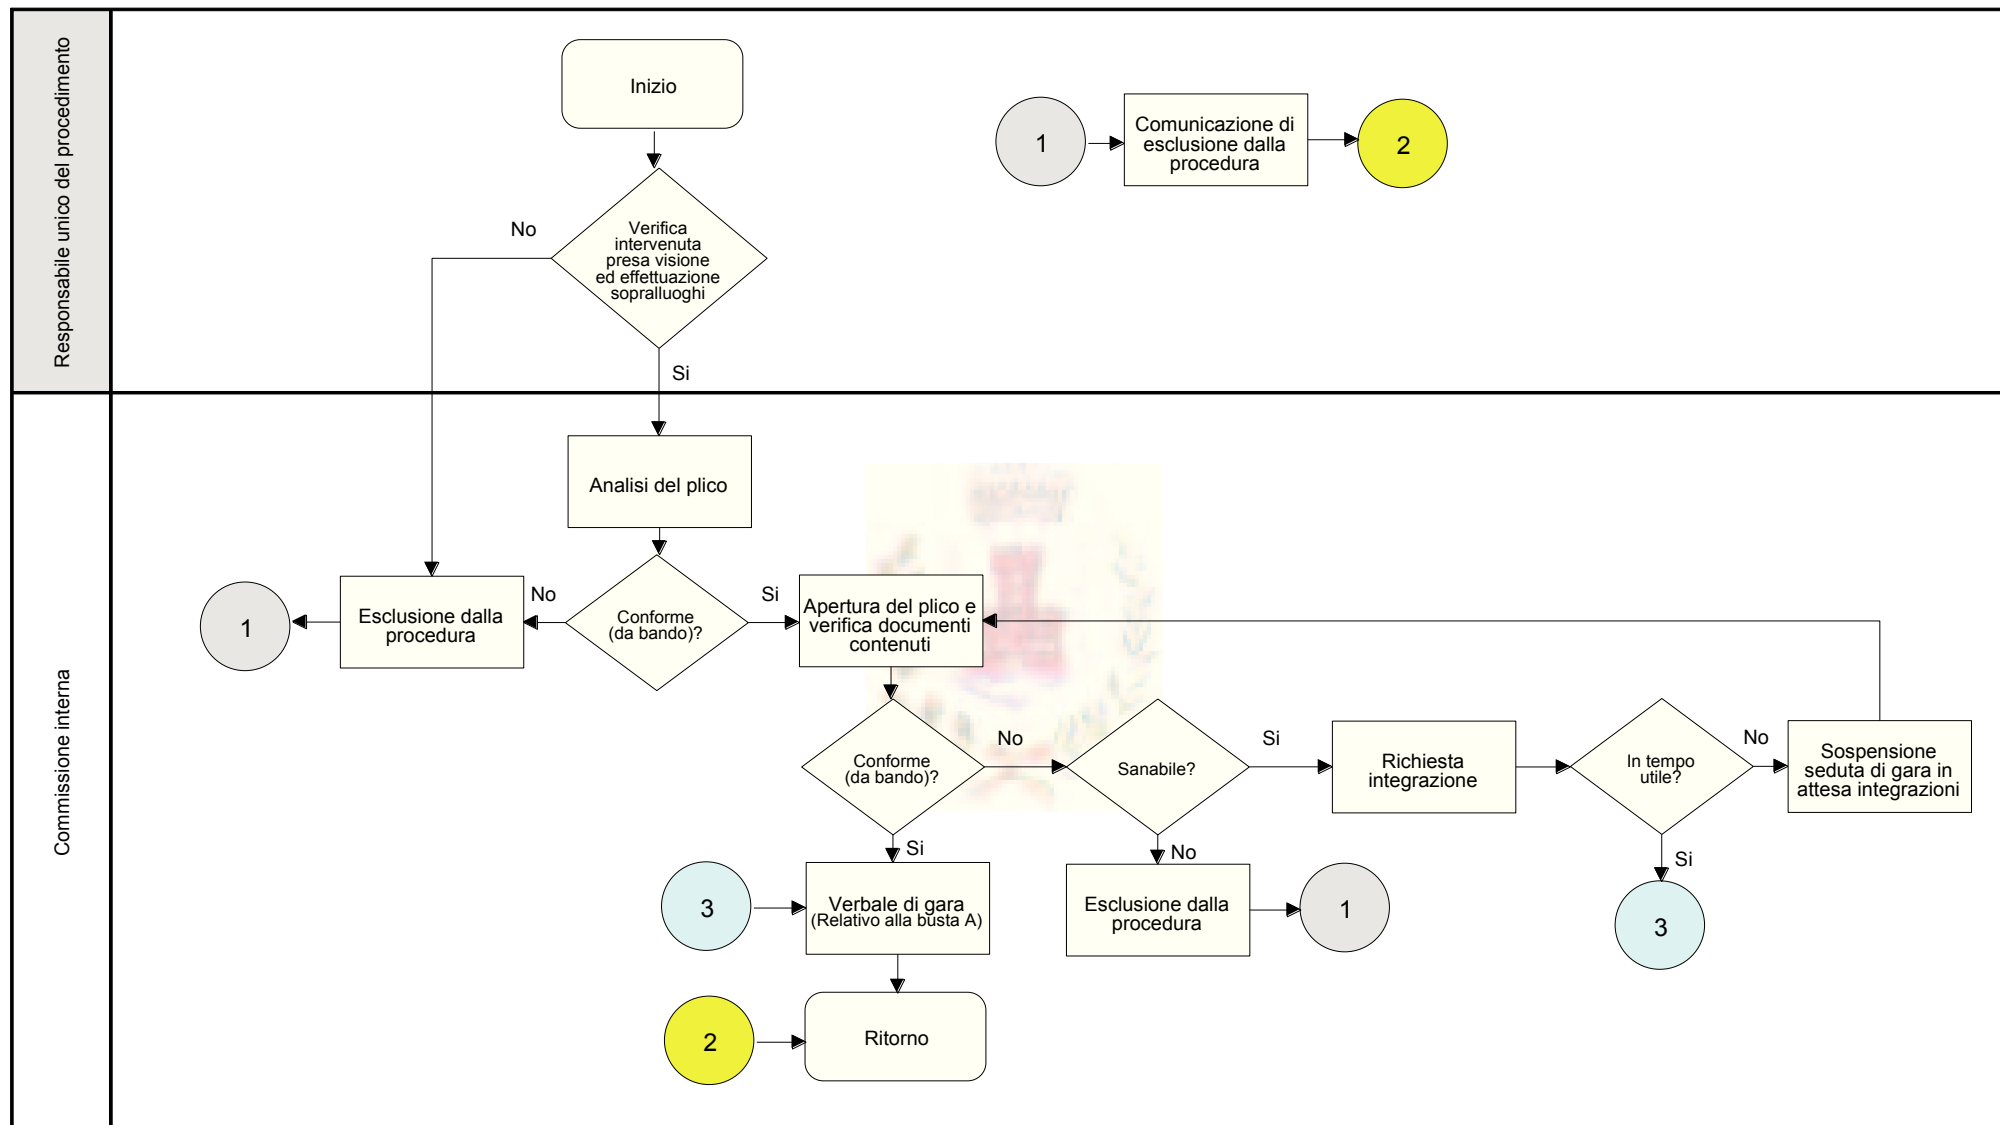 Responsabile unico del procedimento
Inizio
1
Comunicazione di
esclusione dalla
procedura
2
No
Verifica
intervenuta
presa visione
ed effettuazione
sopralluoghi
Si
Commissione interna
Analisi del plico
1
Esclusione dalla
procedura
No
Conforme
(da bando)?
Si
Apertura del plico e
verifica documenti
contenuti
Conforme
(da bando)?
No
Sanabile?
Si
Richiesta
integrazione
In tempo
utile?
No
Sospensione
seduta di gara in
attesa integrazioni
Si
No
Si
3
Verbale di gara
(Relativo alla busta A)
Esclusione dalla
procedura
1
3
2
Ritorno